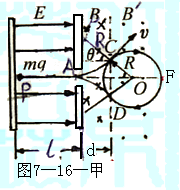 E B B′
v
R C
θ
mq A R
P O F
D
l d
图7—16—甲